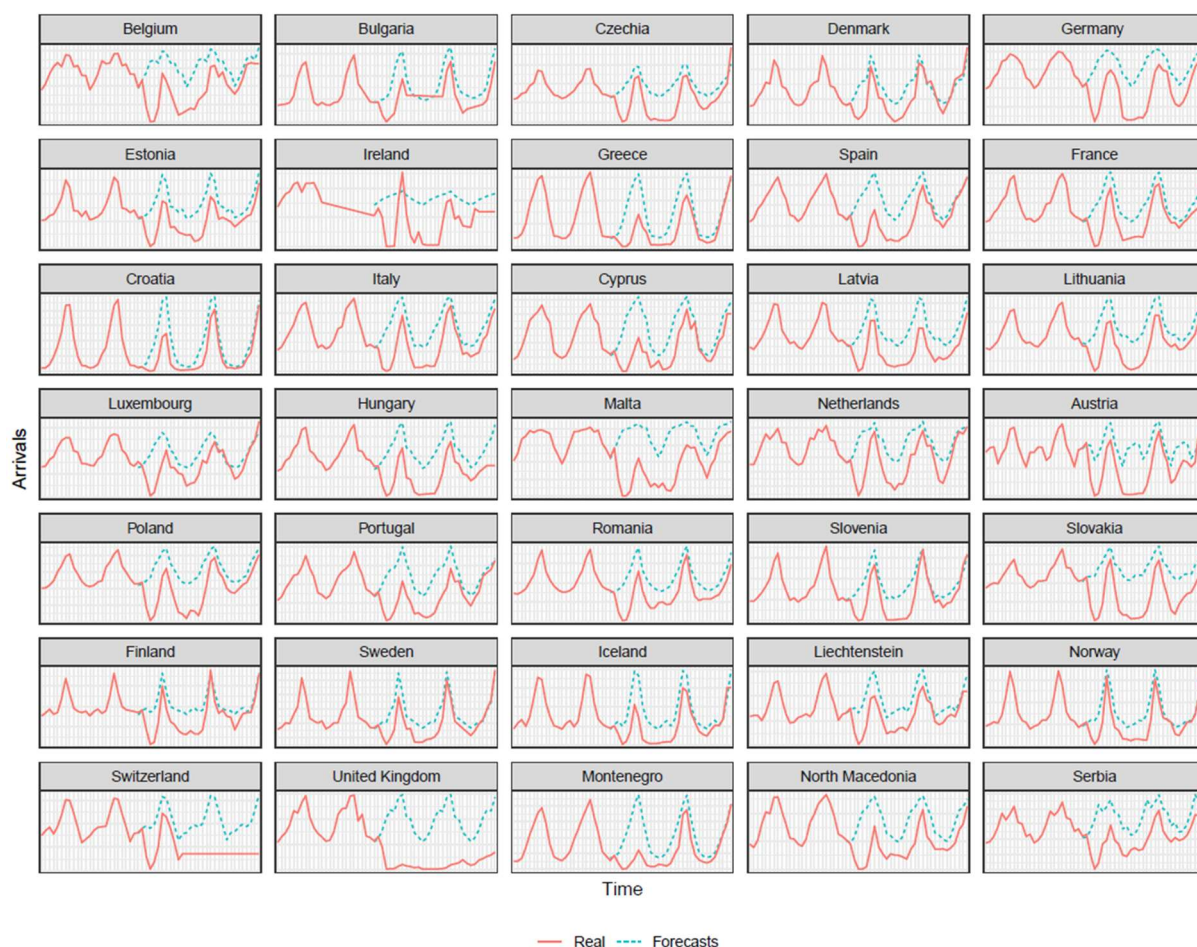 Belgium Bulgaria Czechia Denmark Germany
Estonia Ireland Greece Spain France
Croatia Italy Cyprus Latvia Lithuania
Luxembourg Hungary Malta Netherlands Austria
Arrivals
Poland Portugal Romania Slovenia Slovakia
Finland Sweden Iceland Liechtenstein Norway
Switzerland United Kingdom Montenegro North Macedonia Serbia
Time
Real Forecasts